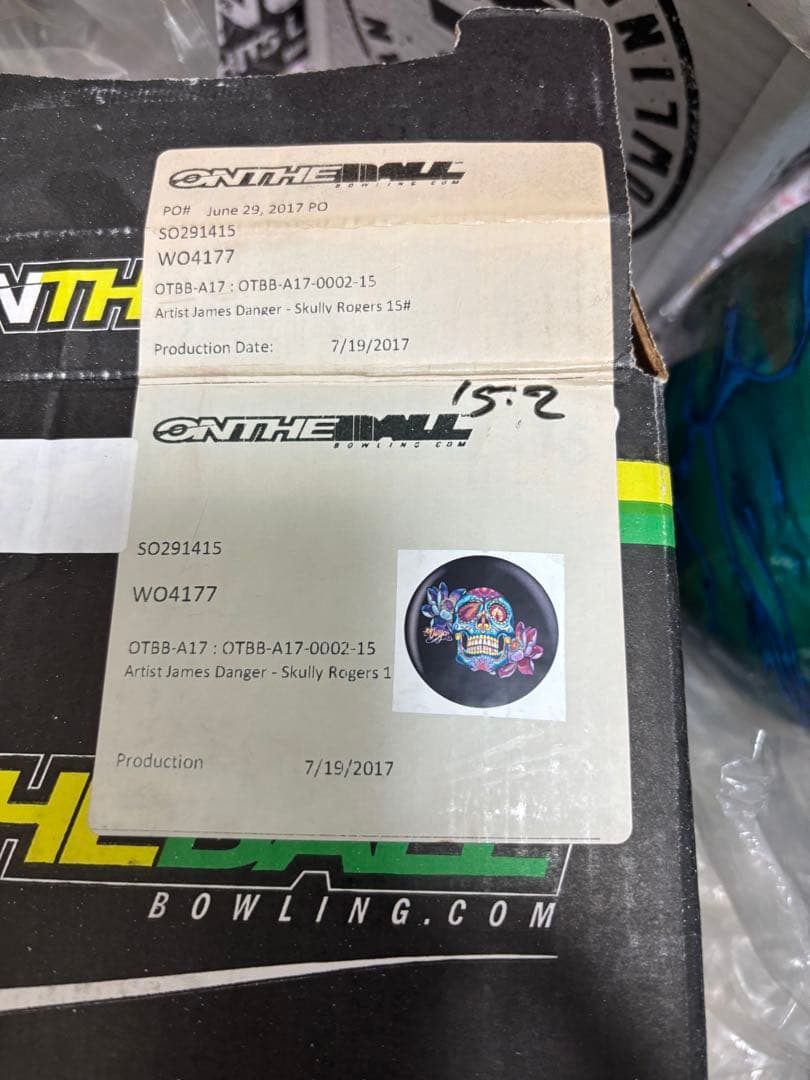 ONTHEBALL
BOWLING.COM
PO# June 29, 2017 PO
SO291415
WO4177
OTBB-A17 : OTBB-A17-0002-15
Artist James Danger - Skully Rogers 15#
Production Date: 7/19/2017
NTH
15.2
ONTHEBALL
BOWLING.COM
SO291415
WO4177
OTBB-A17 : OTBB-A17-0002-15
Artist James Danger - Skully Rogers 1
Production 7/19/2017
HEBALL
BOWLING.COM